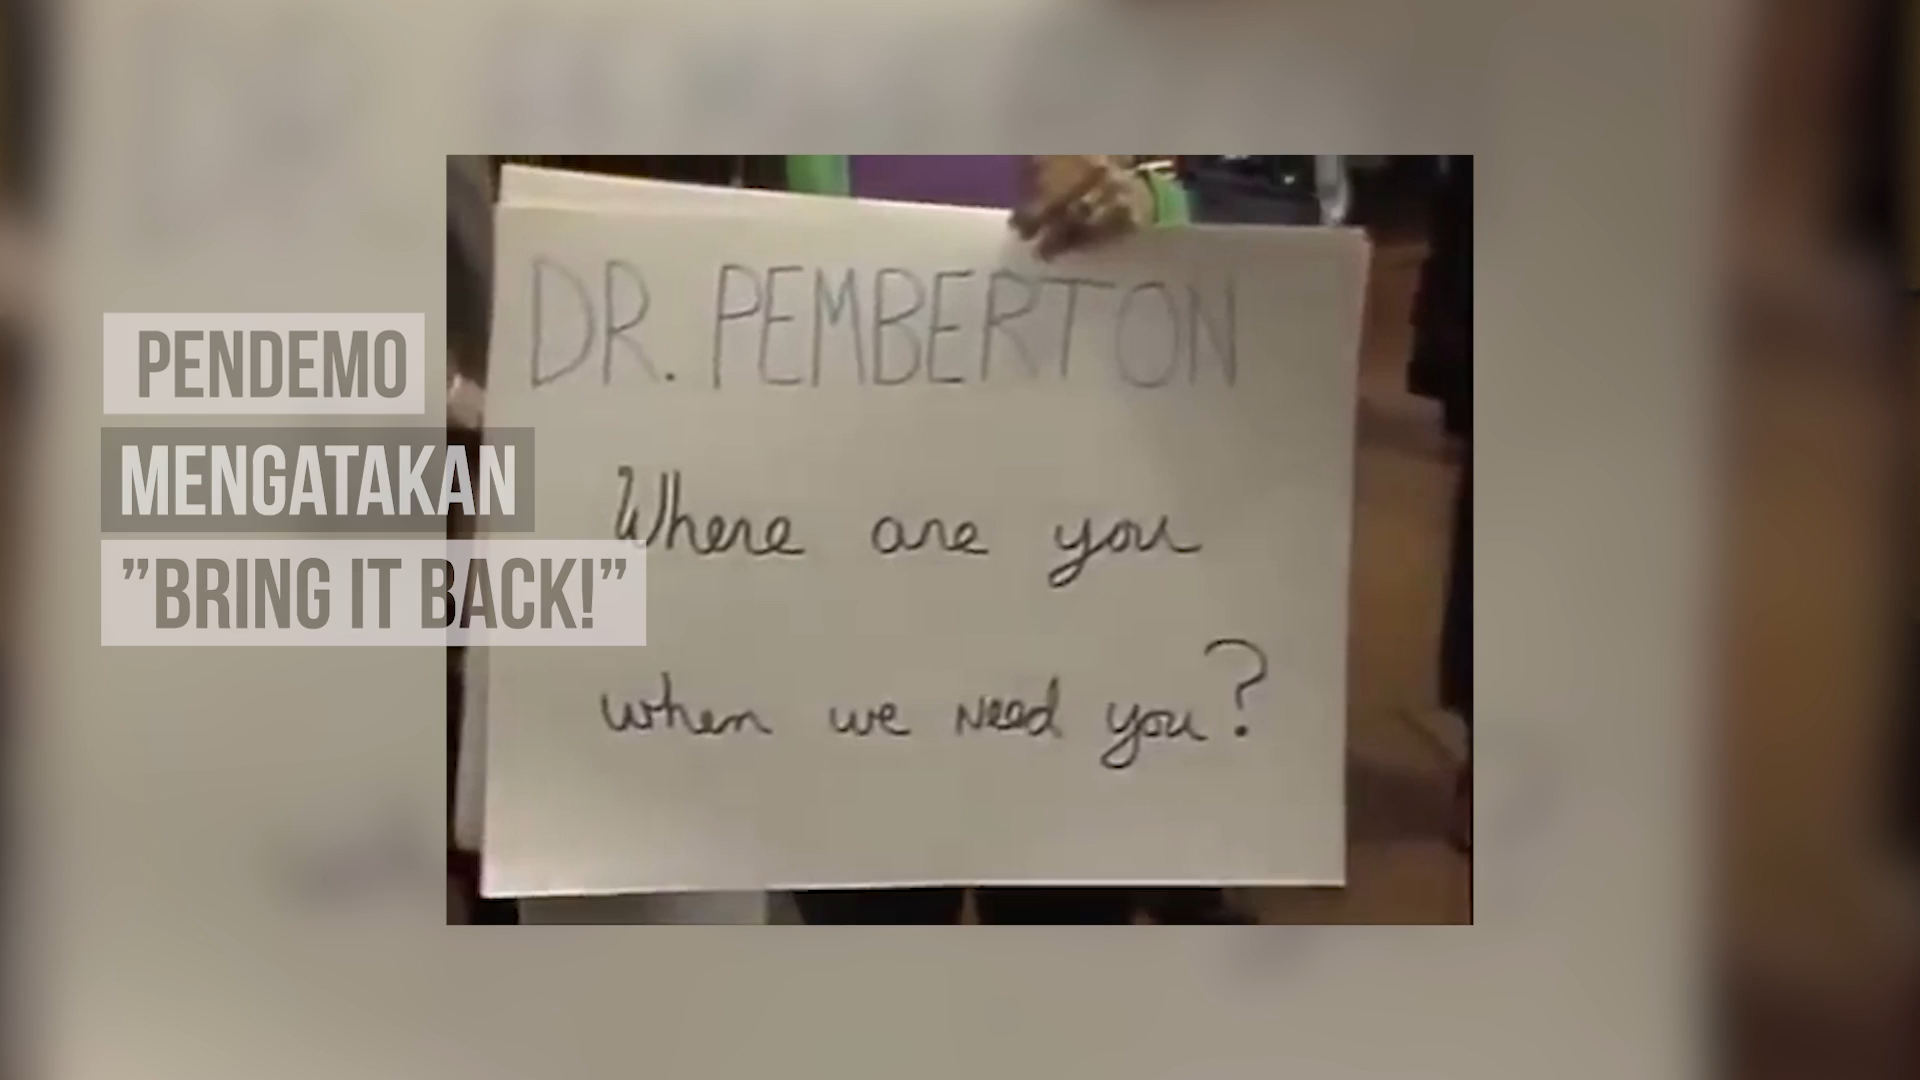 PENDEMO
MENGATAKAN
”BRING IT BACK!”
DR. PEMBERTON
Where are you
when we need you?